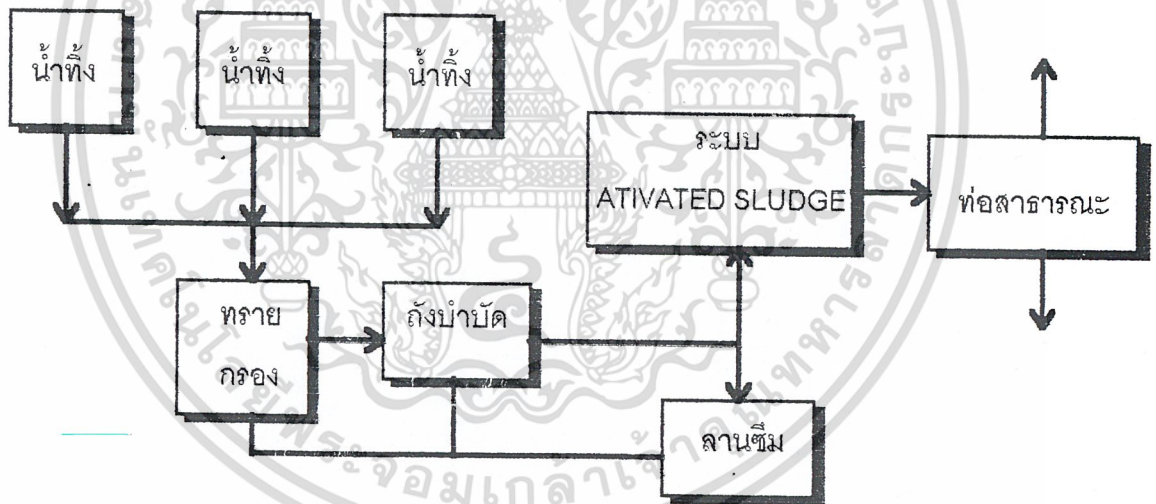 น้ำทิ้ง
น้ำทิ้ง
น้ำทิ้ง
ระบบ
ATIVATED SLUDGE
ท่อสาธารณะ
ทราย
กรอง
ถังบำบัด
ลานซึม